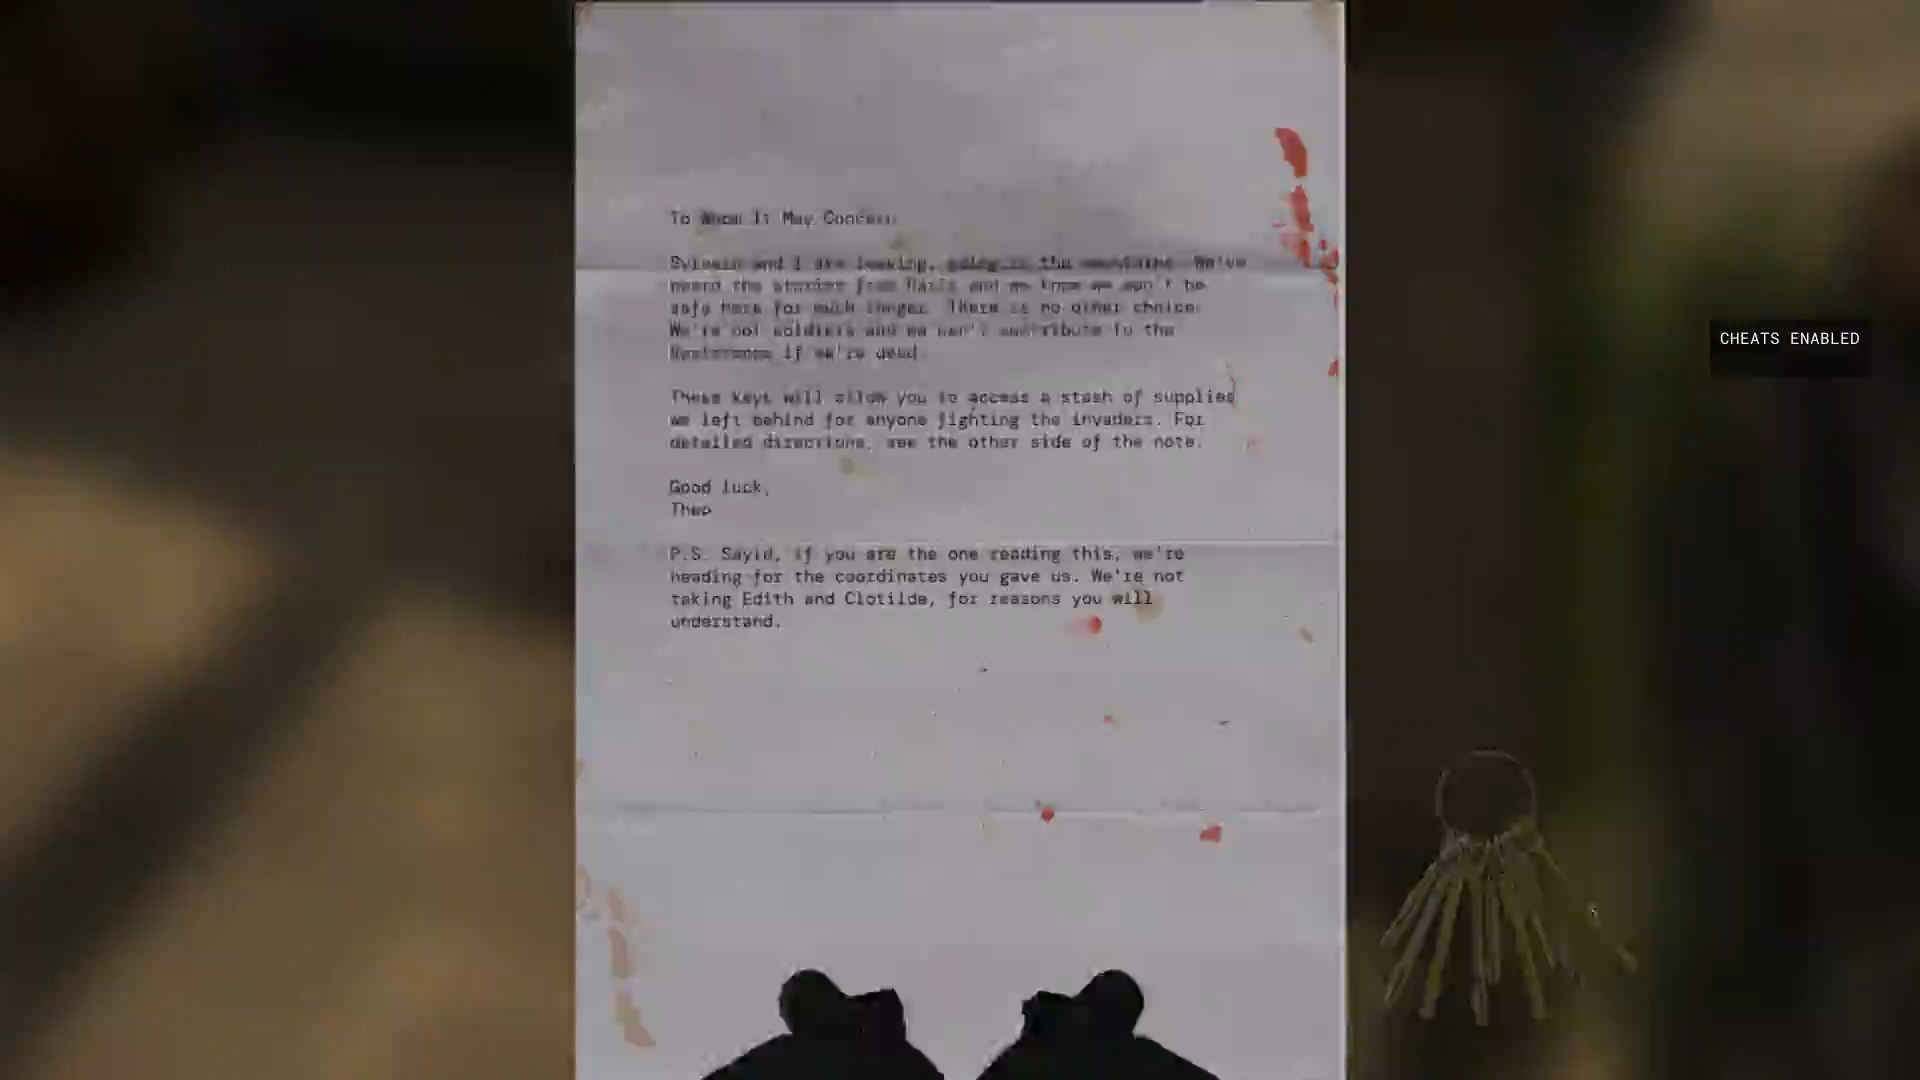 To Whom It May Concern
Sylvain and I are leaving, going to the mountains. We've
heard the stories from Paris and we know we won't be
safe here for much longer. There is no other choice.
We're not soldiers and we can't contribute to the
Resistance if we're dead.
These keys will allow you to access a stash of supplies
we left behind for anyone fighting the invaders. For
detailed directions, see the other side of the note.
Good luck,
Theo
P.S. Sayid, if you are the one reading this, we're
heading for the coordinates you gave us. We're not
taking Edith and Clotilde, for reasons you will
understand.
CHEATS ENABLED